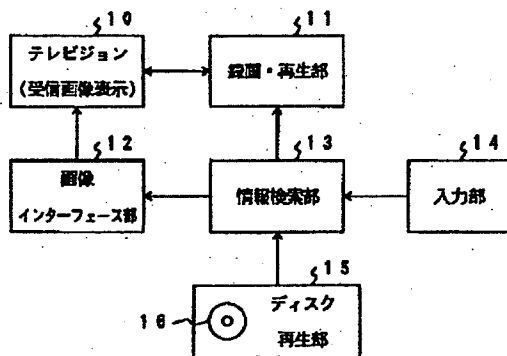 10
テレビジョン
(受信画像表示)
11
録画・再生部
12
画像
インターフェース部
13
情報検索部
14
入力部
15
ディスク
再生部
16